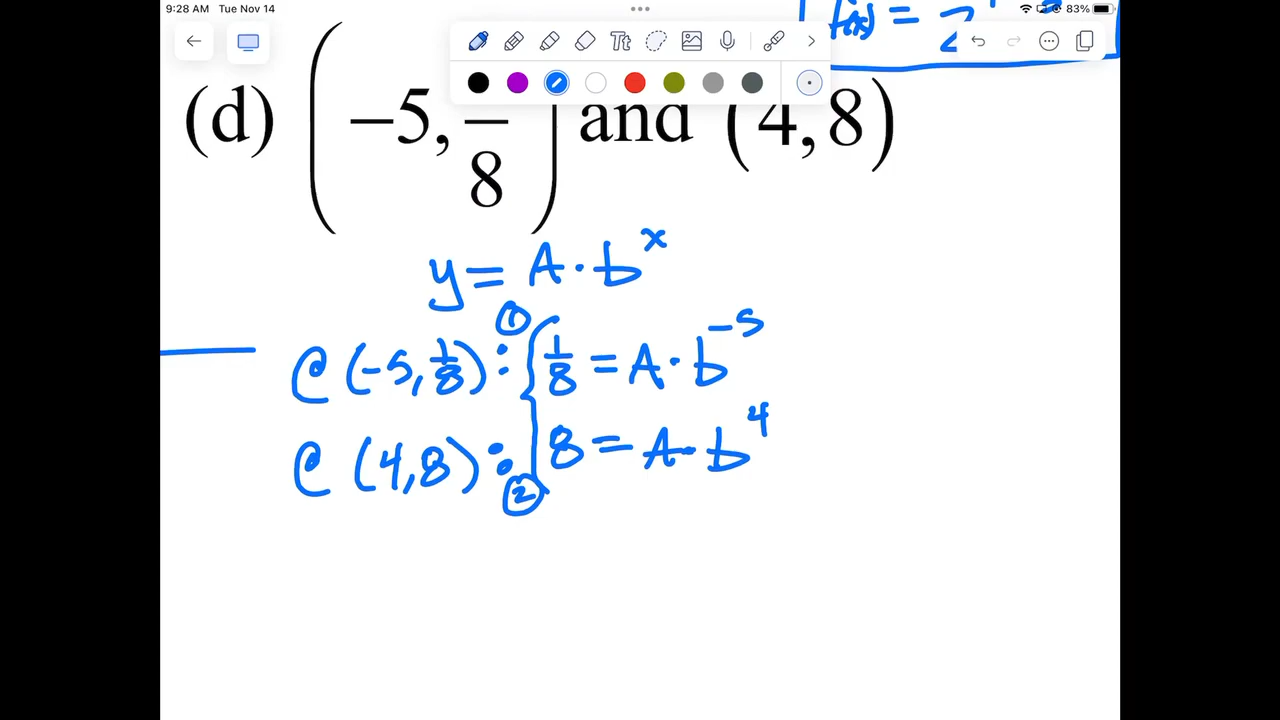 9:28 AM Tue Nov 14
83%
f(x) =
Tt
(d) (−5, /8) and (4,8)
y = A · b^x
@ (-5, 1/8) : ① { 1/8 = A · b^-5
@ (4,8) : ② 8 = A · b^4